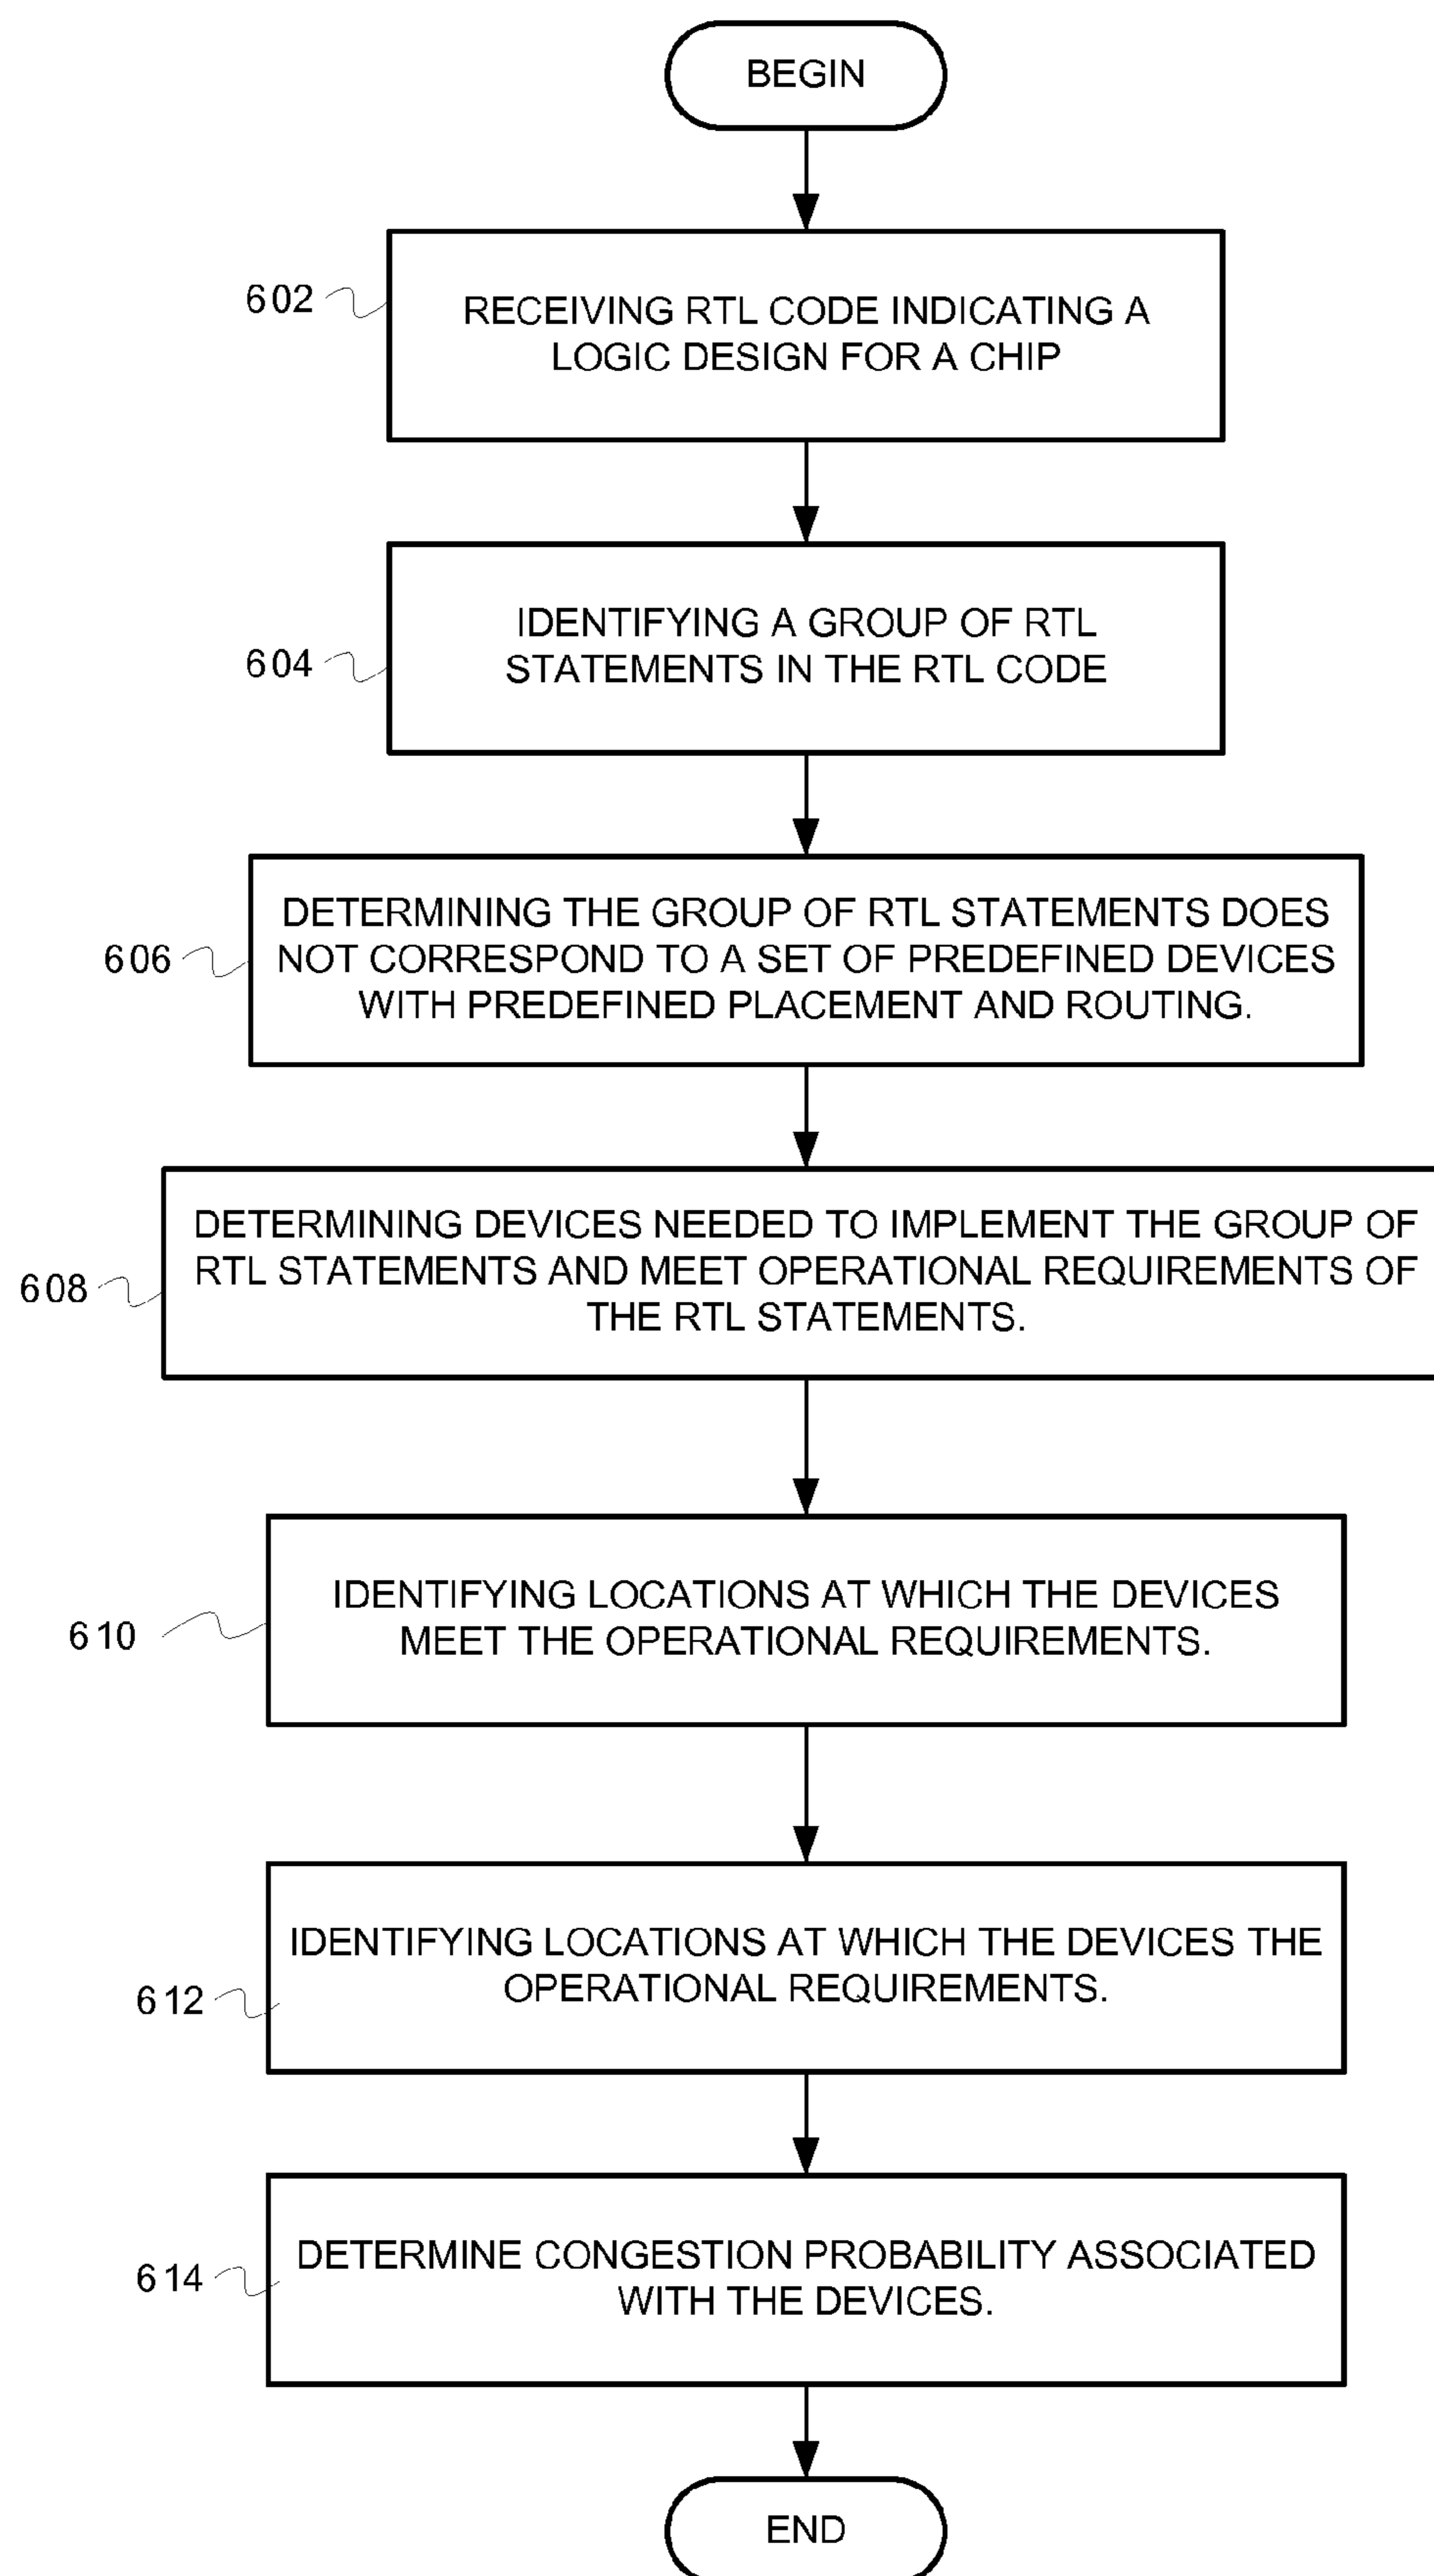 BEGIN
602
RECEIVING RTL CODE INDICATING A
LOGIC DESIGN FOR A CHIP
604
IDENTIFYING A GROUP OF RTL
STATEMENTS IN THE RTL CODE
606
DETERMINING THE GROUP OF RTL STATEMENTS DOES
NOT CORRESPOND TO A SET OF PREDEFINED DEVICES
WITH PREDEFINED PLACEMENT AND ROUTING.
608
DETERMINING DEVICES NEEDED TO IMPLEMENT THE GROUP OF
RTL STATEMENTS AND MEET OPERATIONAL REQUIREMENTS OF
THE RTL STATEMENTS.
610
IDENTIFYING LOCATIONS AT WHICH THE DEVICES
MEET THE OPERATIONAL REQUIREMENTS.
612
IDENTIFYING LOCATIONS AT WHICH THE DEVICES THE
OPERATIONAL REQUIREMENTS.
614
DETERMINE CONGESTION PROBABILITY ASSOCIATED
WITH THE DEVICES.
END